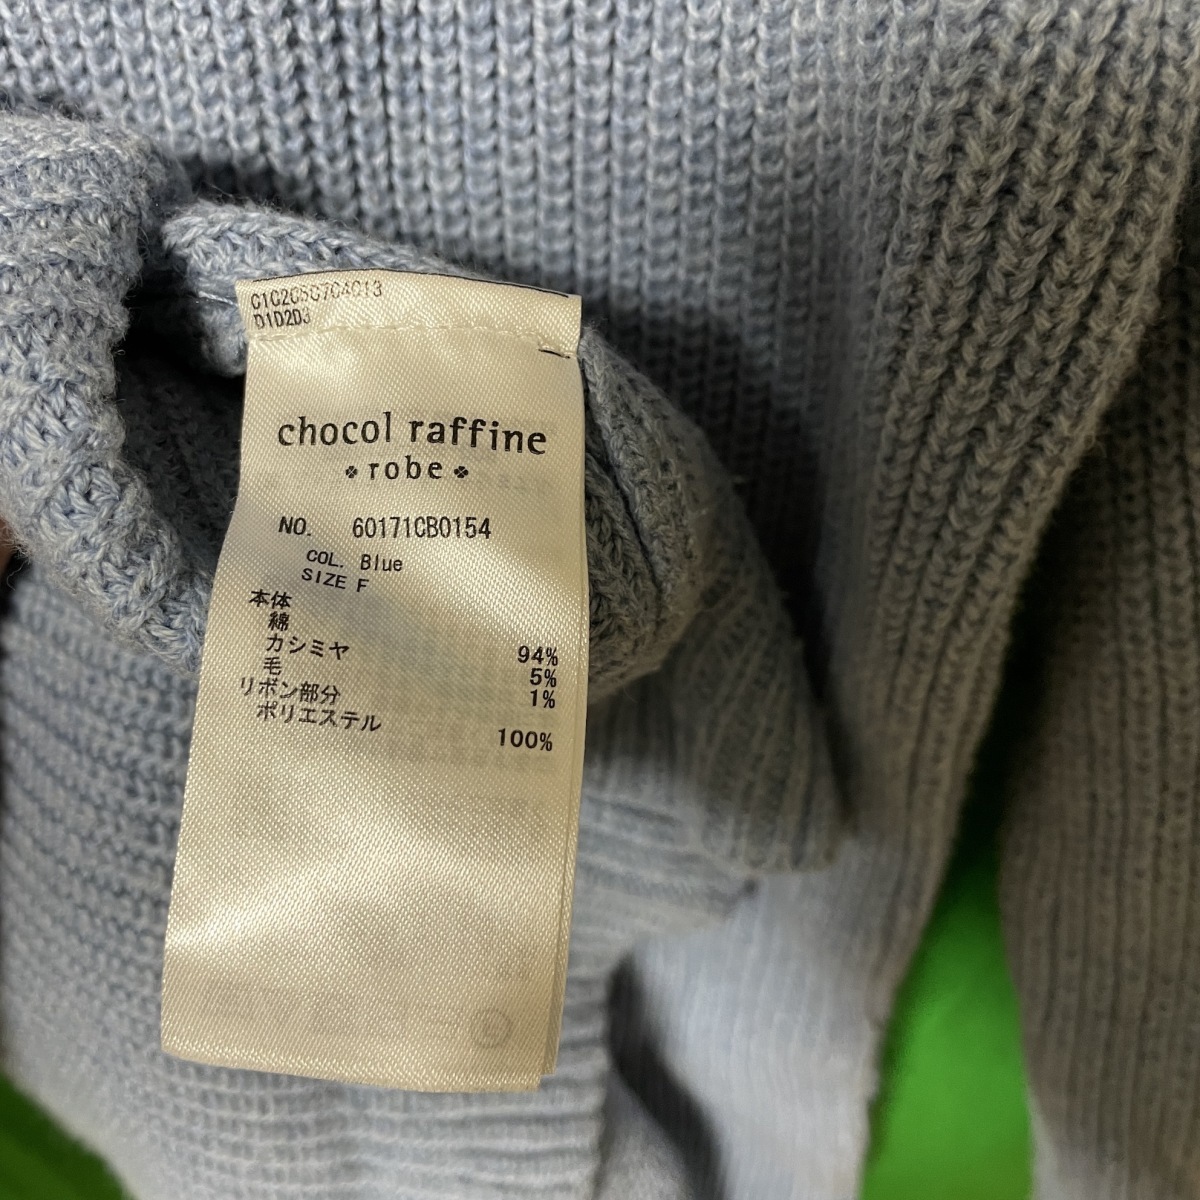 C1C2C5C7C4C13
D1D2D3
chocol raffine
robe
NO. 60171CB0154
COL. Blue
SIZE F
本体
綿 94%
カシミヤ 5%
毛 1%
リボン部分
ポリエステル 100%